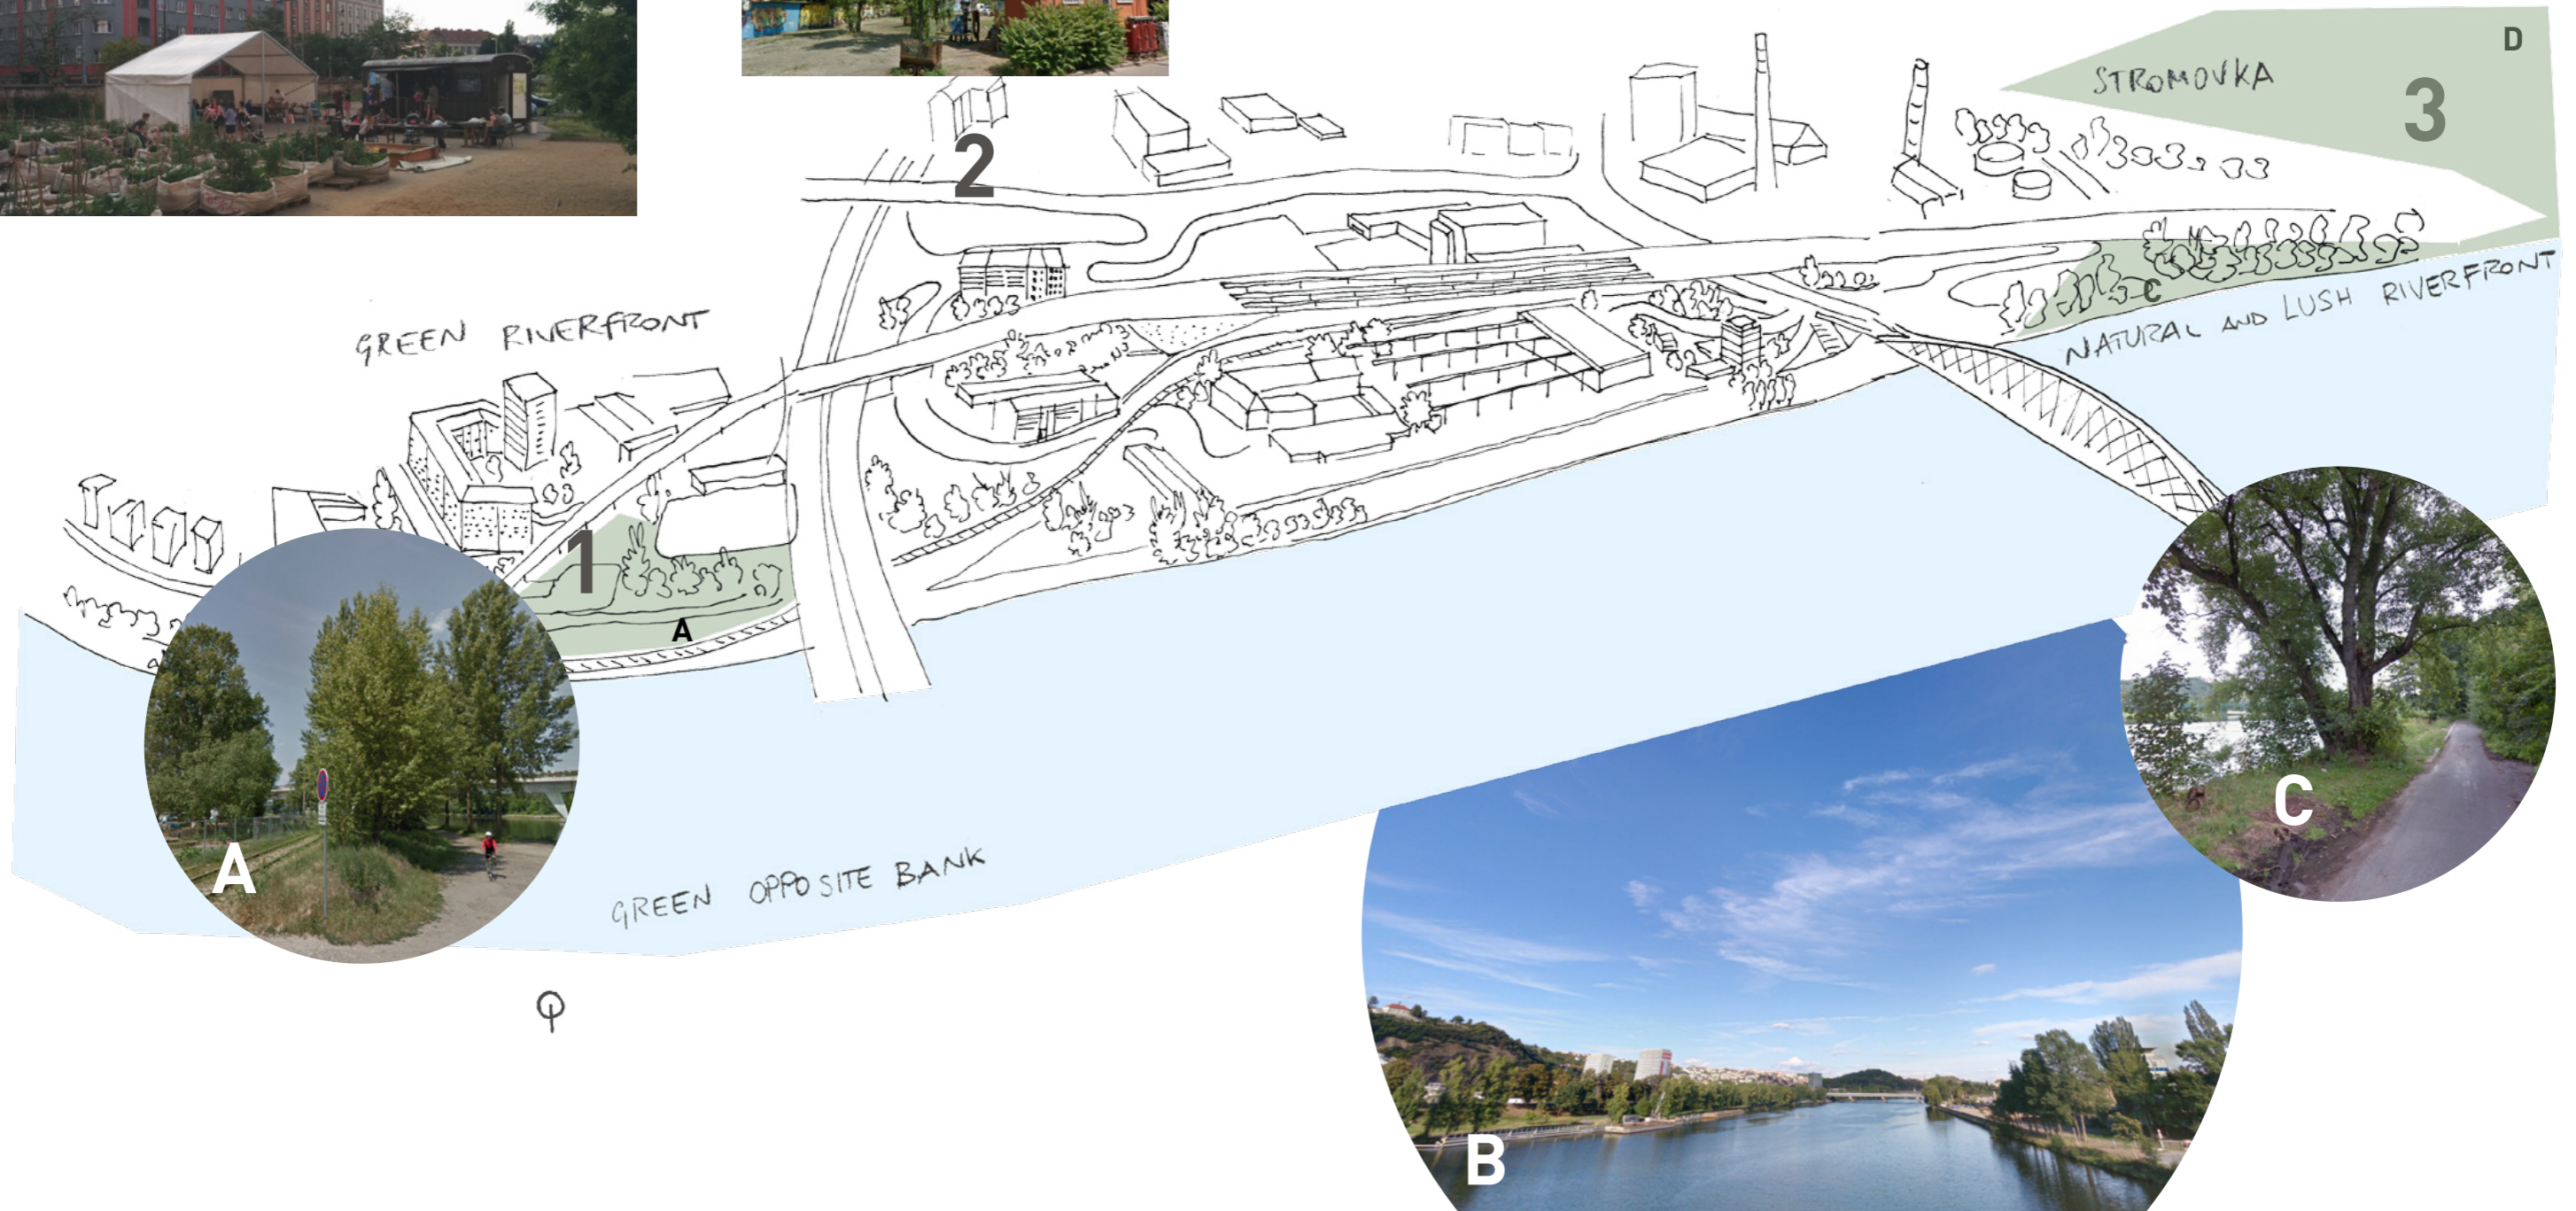 D
STROMOVKA
3
2
C
NATURAL AND LUSH RIVERFRONT
GREEN RIVERFRONT
1
A
A
C
GREEN OPPOSITE BANK
B